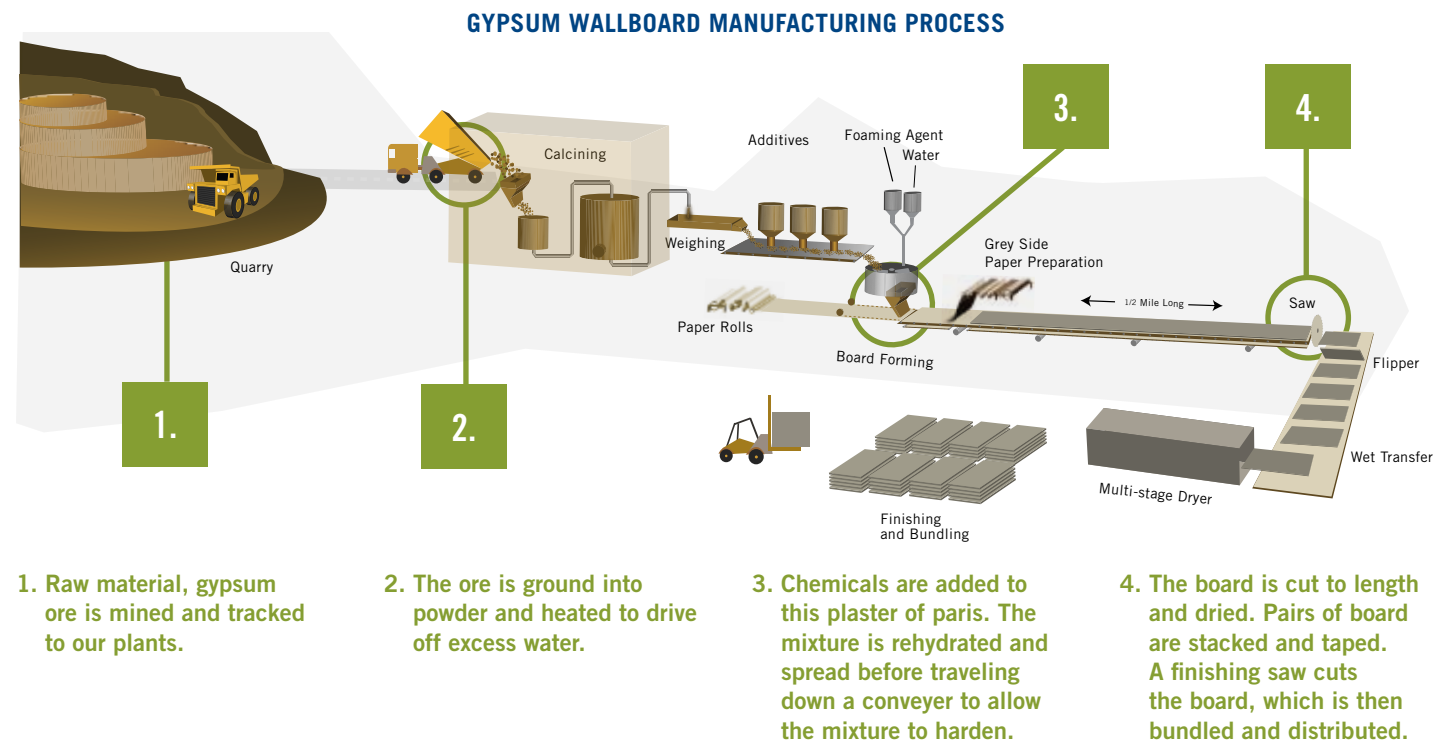 GYPSUM WALLBOARD MANUFACTURING PROCESS
3.
4.
Foaming Agent
Water
Additives
Calcining
Weighing
Grey Side
Paper Preparation
Quarry
1/2 Mile Long
Saw
Paper Rolls
Board Forming
Flipper
1.
2.
Wet Transfer
Multi-stage Dryer
Finishing
and Bundling
1. Raw material, gypsum
ore is mined and tracked
to our plants.
2. The ore is ground into
powder and heated to drive
off excess water.
3. Chemicals are added to
this plaster of paris. The
mixture is rehydrated and
spread before traveling
down a conveyer to allow
the mixture to harden.
4. The board is cut to length
and dried. Pairs of board
are stacked and taped.
A finishing saw cuts
the board, which is then
bundled and distributed.